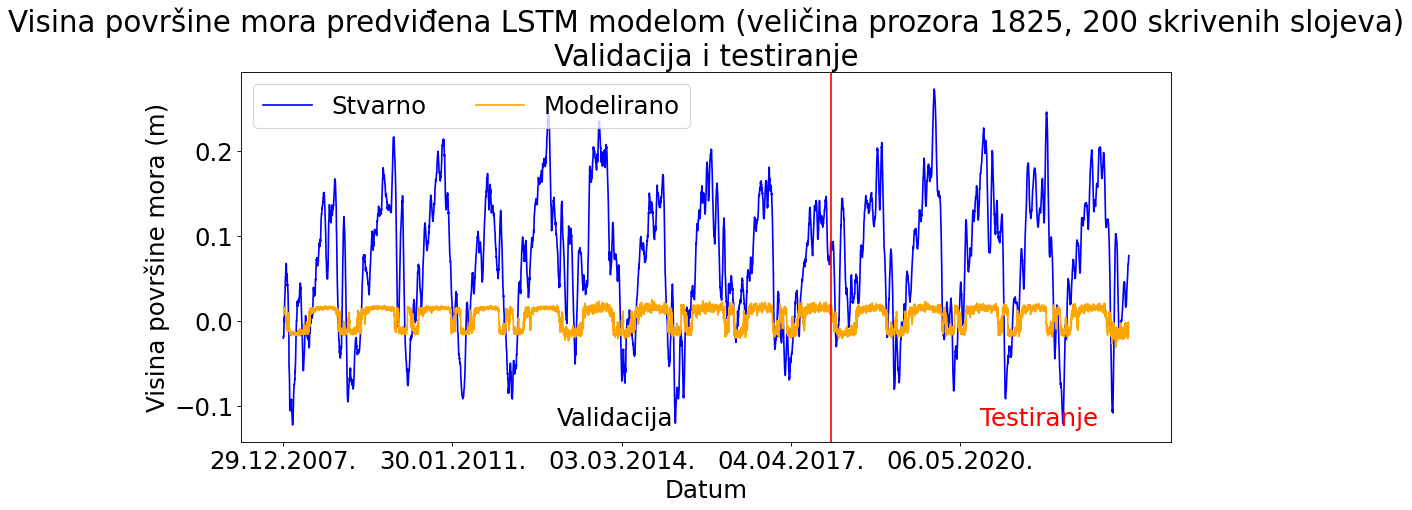 Visina površine mora predviđena LSTM modelom (veličina prozora 1825, 200 skrivenih slojeva)
Validacija i testiranje
Stvarno
Modelirano
Visina površine mora (m)
0.2
0.1
0.0
−0.1
Validacija
Testiranje
29.12.2007.
30.01.2011.
03.03.2014.
04.04.2017.
06.05.2020.
Datum